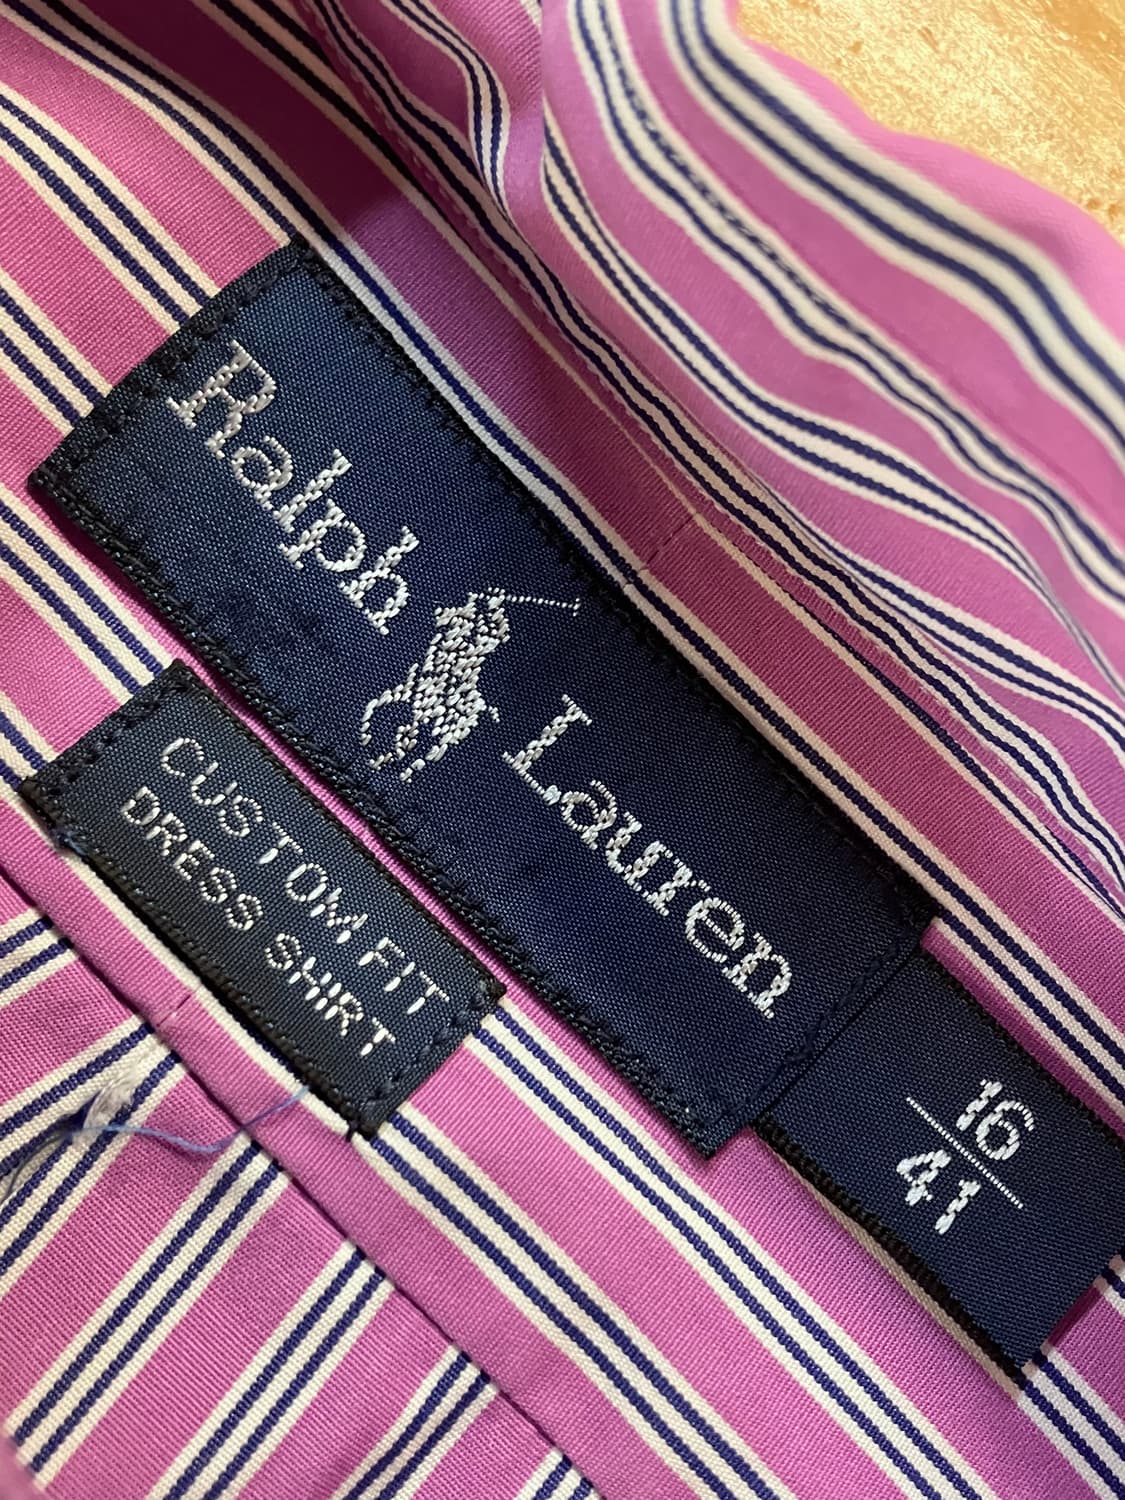 Ralph Lauren
CUSTOM FIT
DRESS SHIRT
16
41